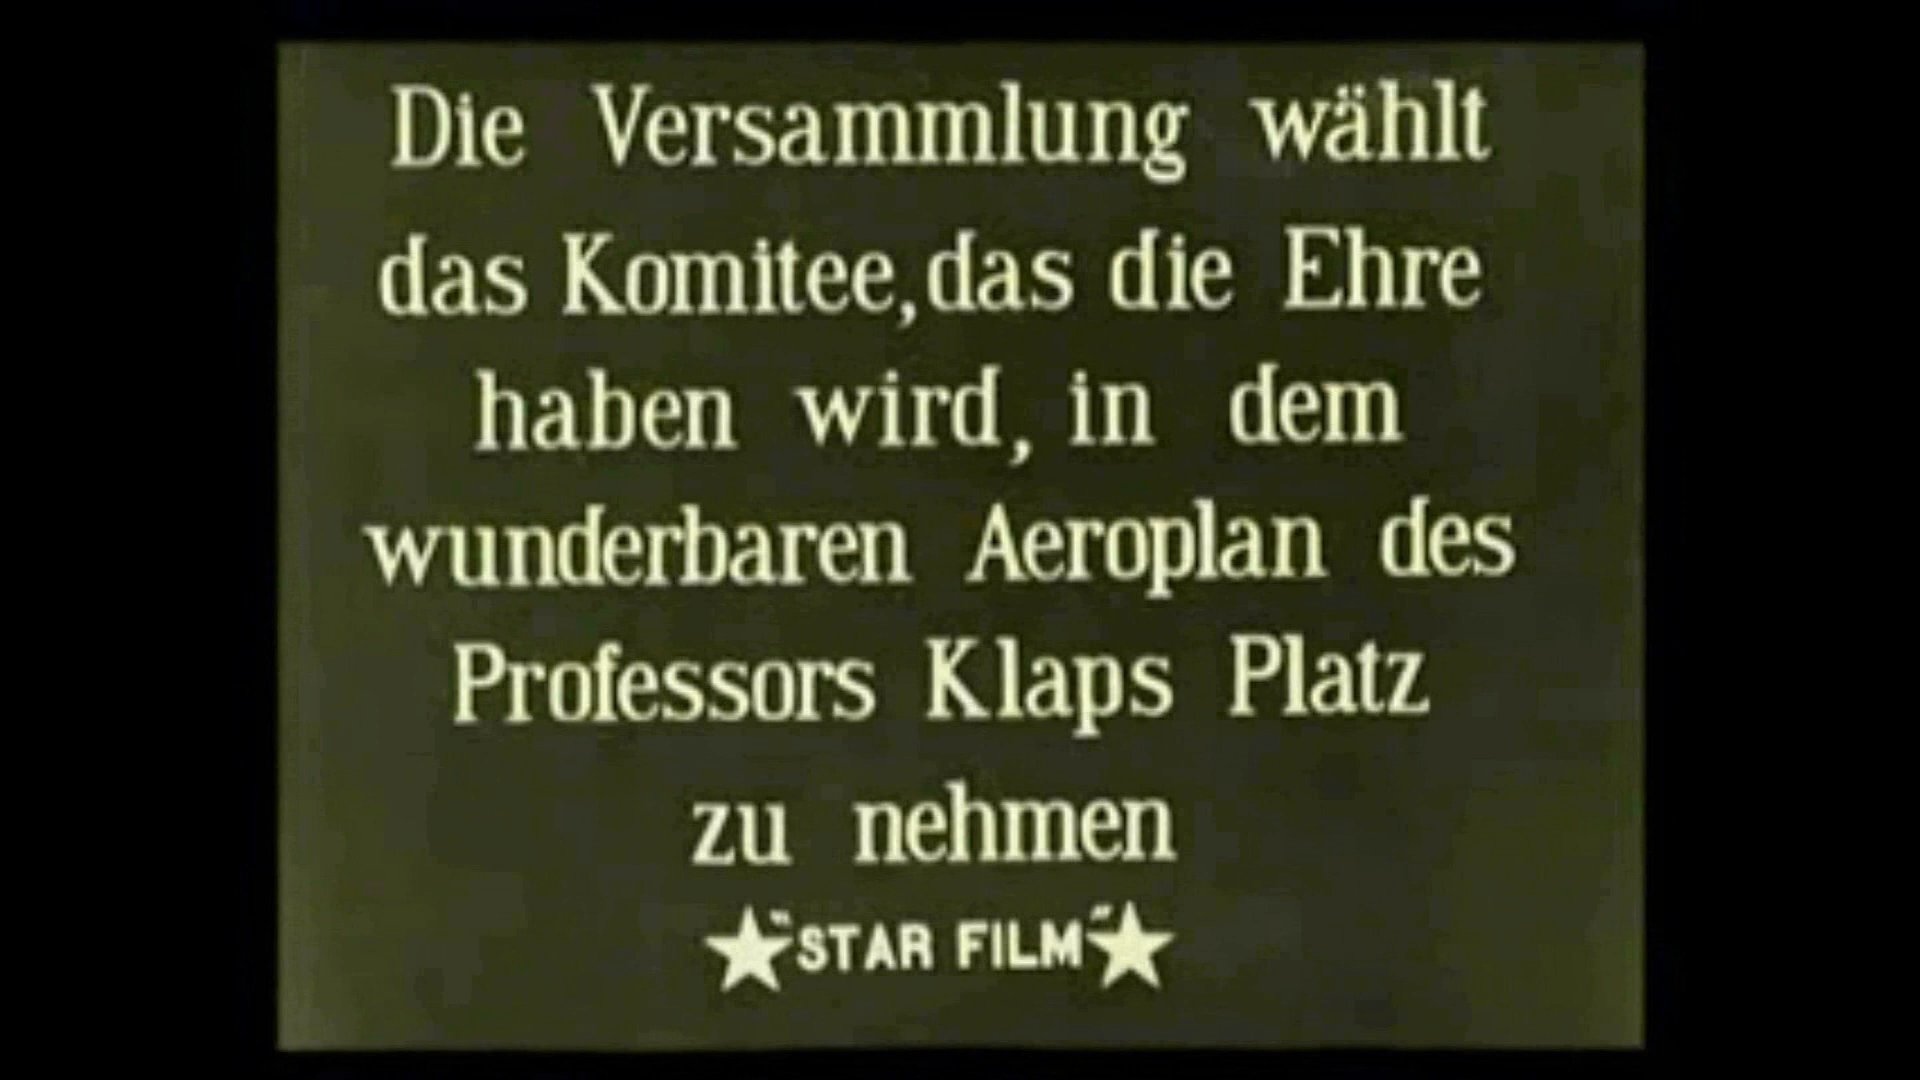 Die Versammlung wählt
das Komitee, das die Ehre
haben wird, in dem
wunderbaren Aeroplan des
Professors Klaps Platz
zu nehmen
★"STAR FILM"★